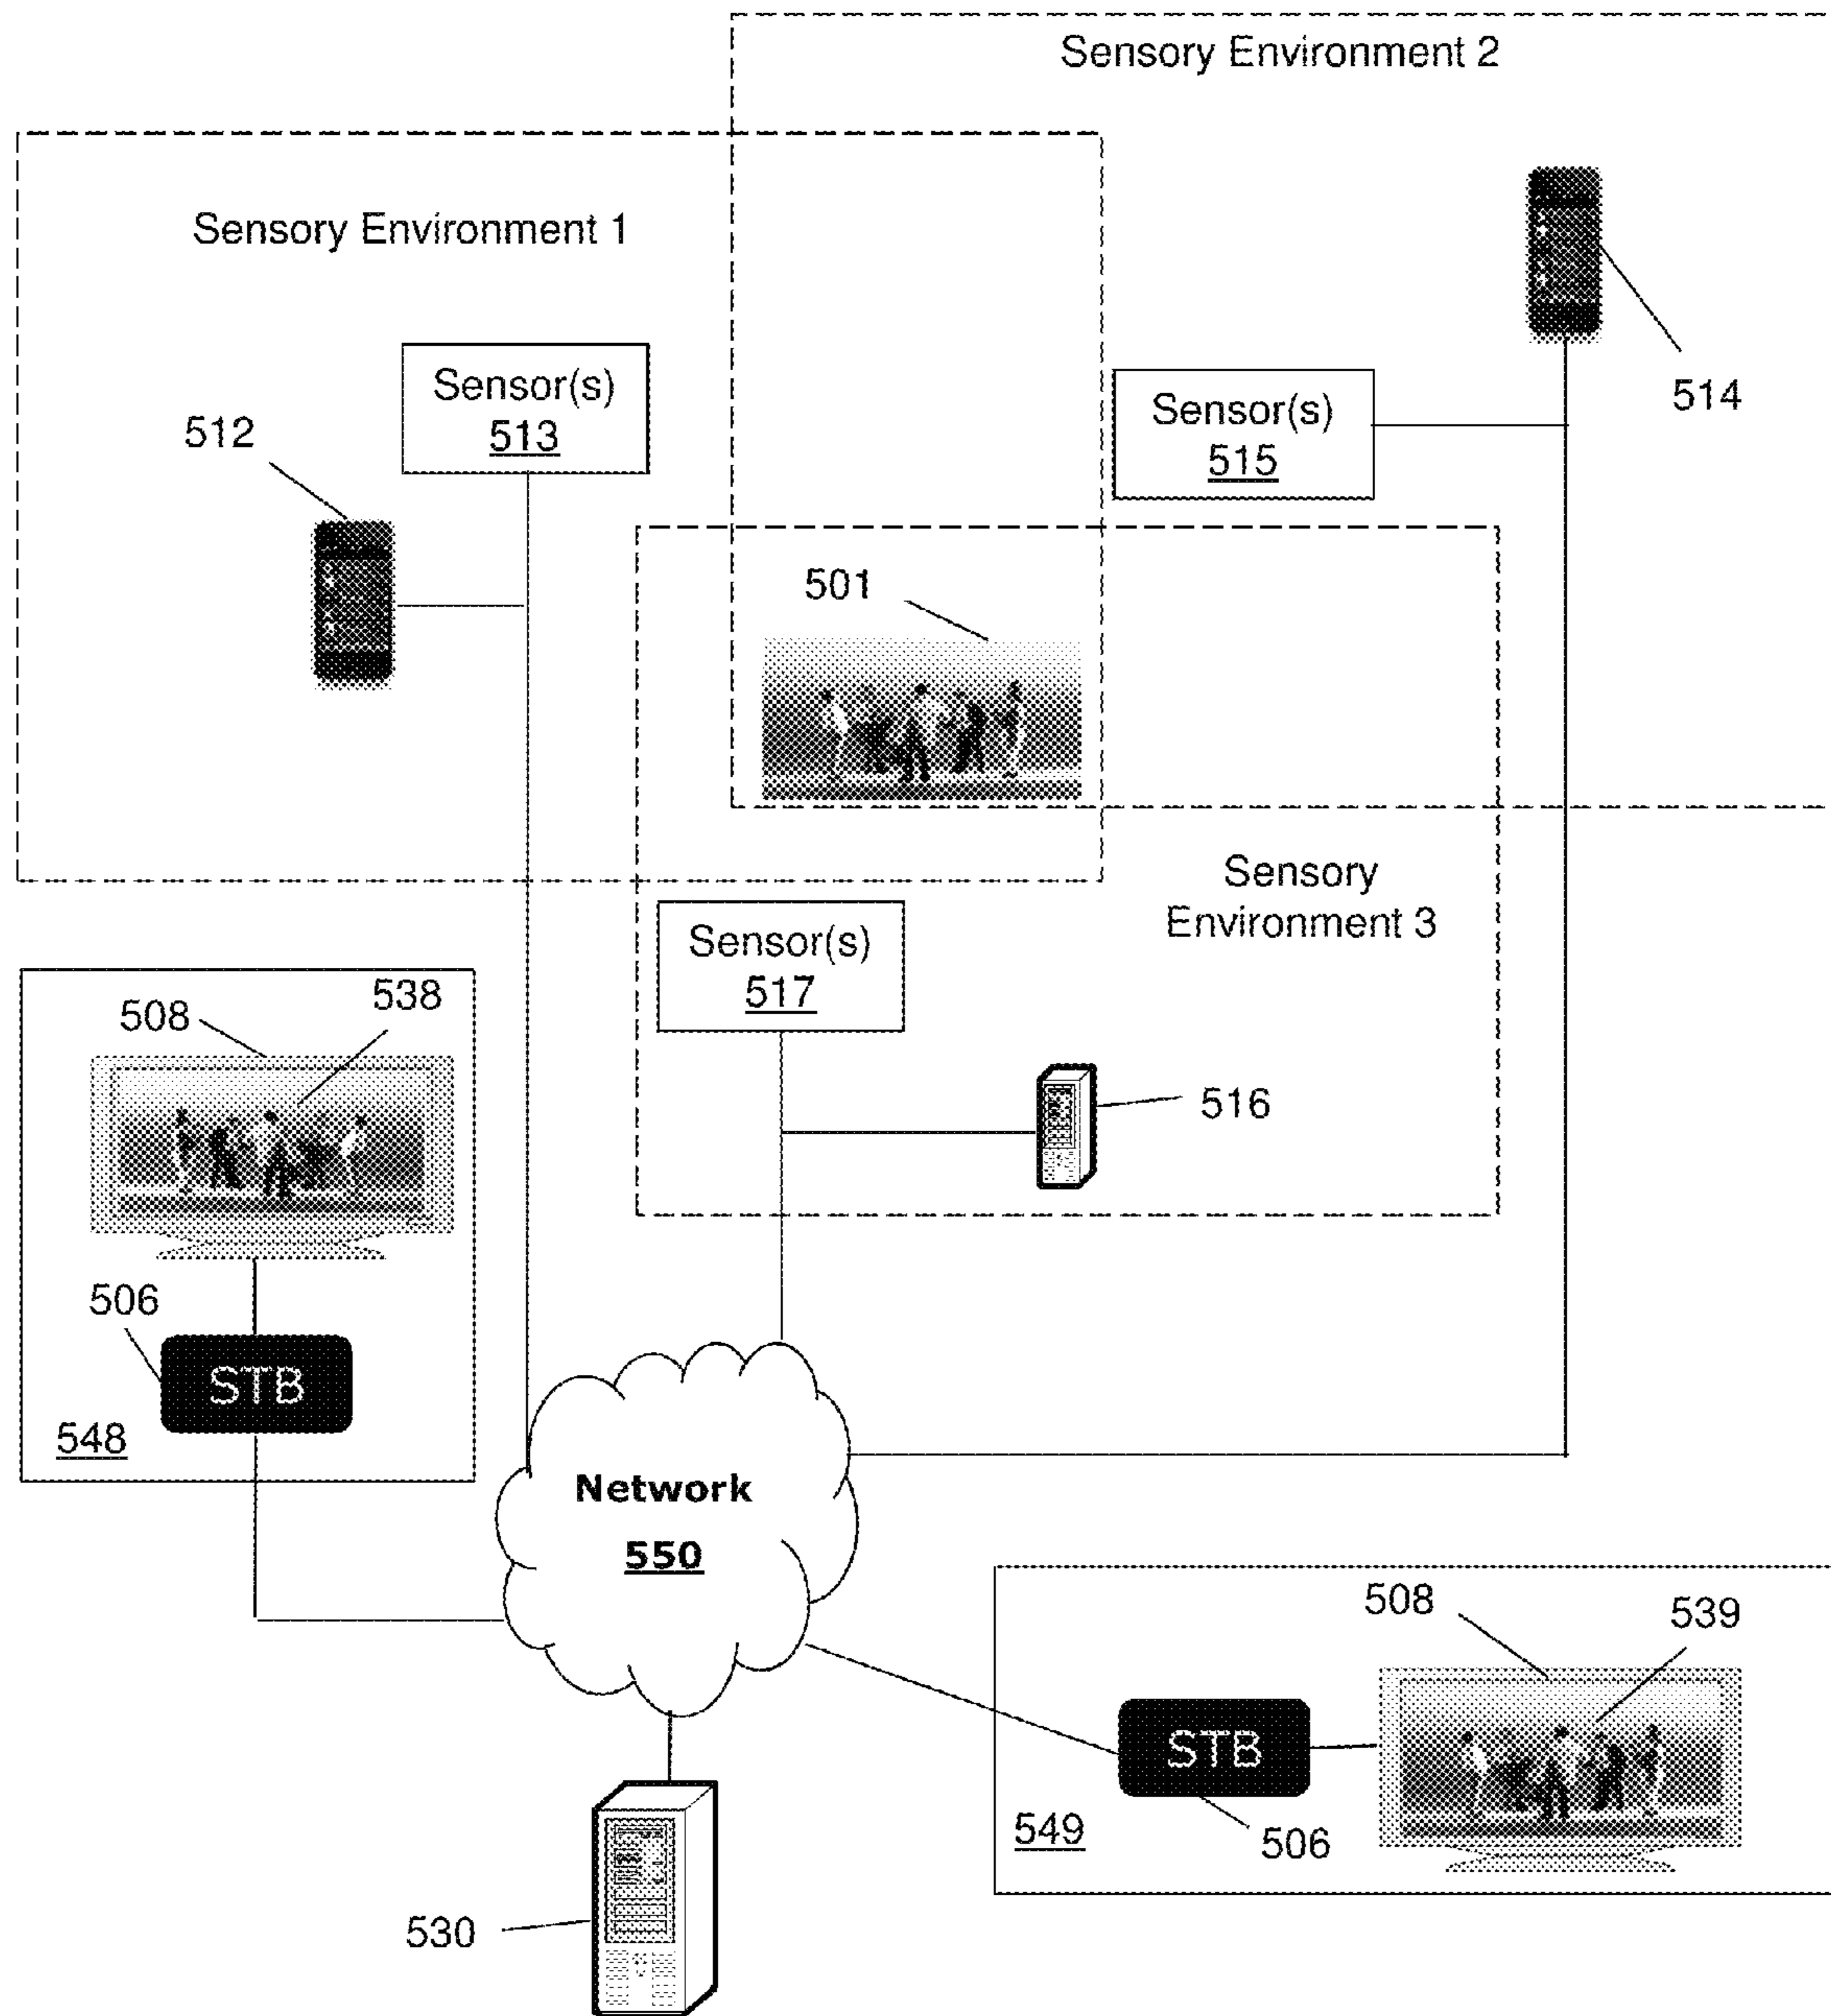 Sensory Environment 2
Sensory Environment 1
514
Sensor(s)
513
Sensor(s)
515
512
501
Sensory
Environment 3
Sensor(s)
517
538
508
516
506
STB
548
Network
550
508
539
STB
549
506
530